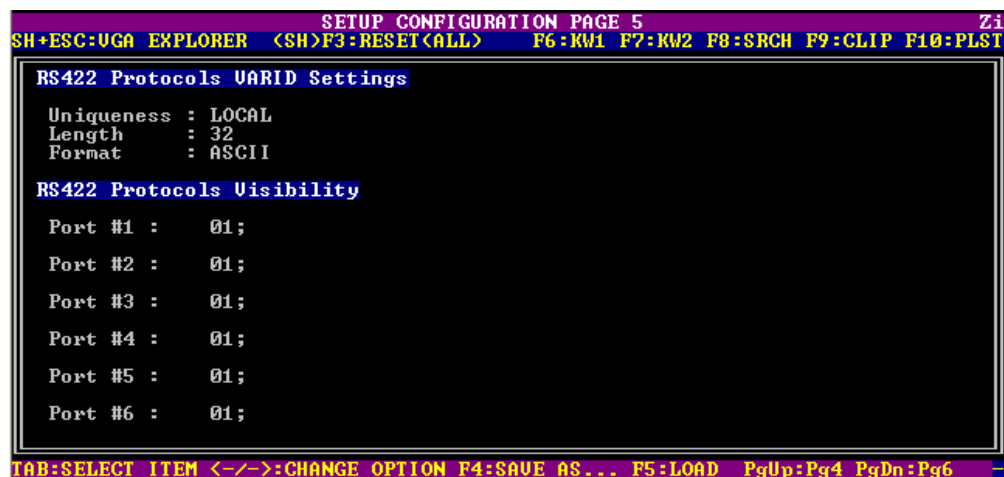 SETUP CONFIGURATION PAGE 5 Zi
SH+ESC:VGA EXPLORER <SH>F3:RESET<ALL> F6:KW1 F7:KW2 F8:SRCH F9:CLIP F10:PLST
RS422 Protocols VARID Settings
Uniqueness : LOCAL
Length : 32
Format : ASCII
RS422 Protocols Visibility
Port #1 : 01;
Port #2 : 01;
Port #3 : 01;
Port #4 : 01;
Port #5 : 01;
Port #6 : 01;
TAB:SELECT ITEM <-/->:CHANGE OPTION F4:SAVE AS... F5:LOAD PgUp:Pg4 PgDn:Pg6